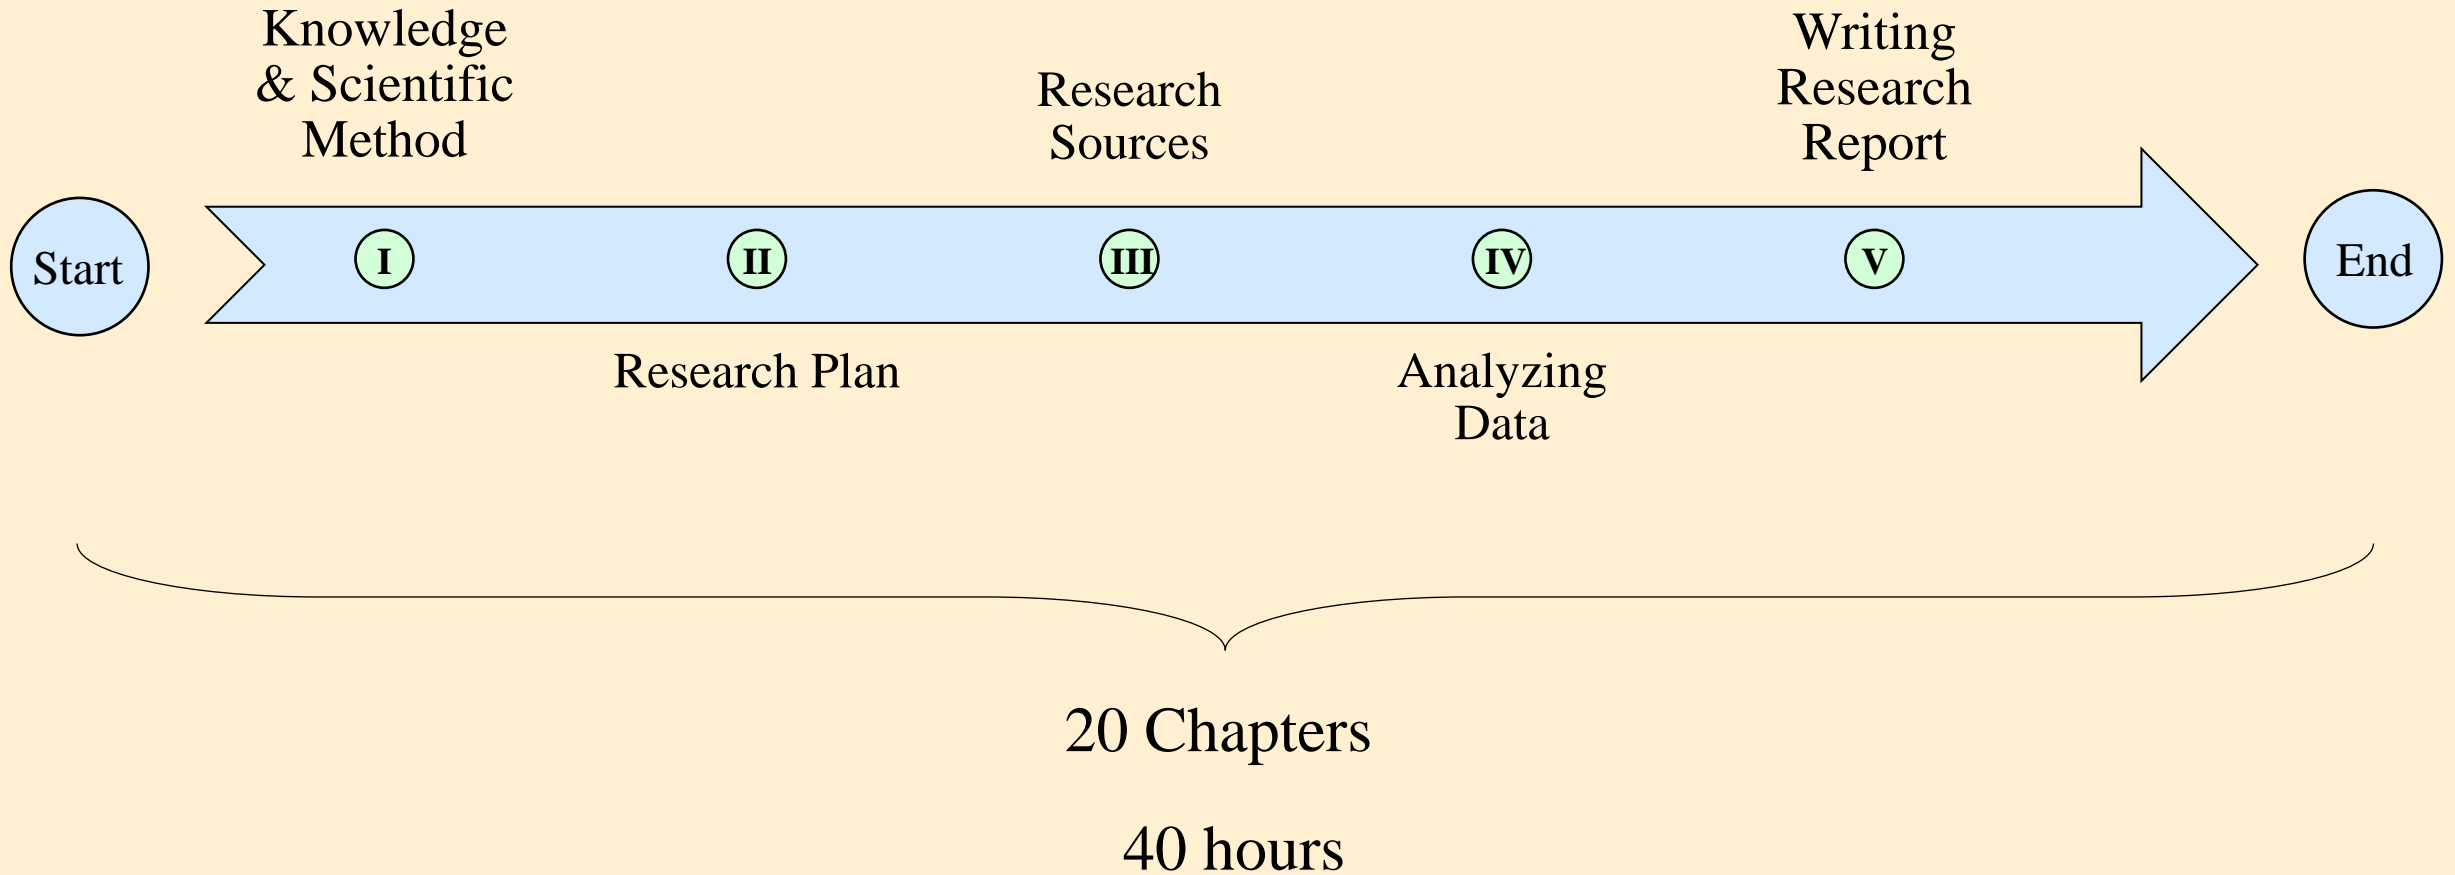 Knowledge
& Scientific
Method
Research
Sources
Writing
Research
Report
Start
I
II
III
IV
V
End
Research Plan
Analyzing
Data
20 Chapters
40 hours